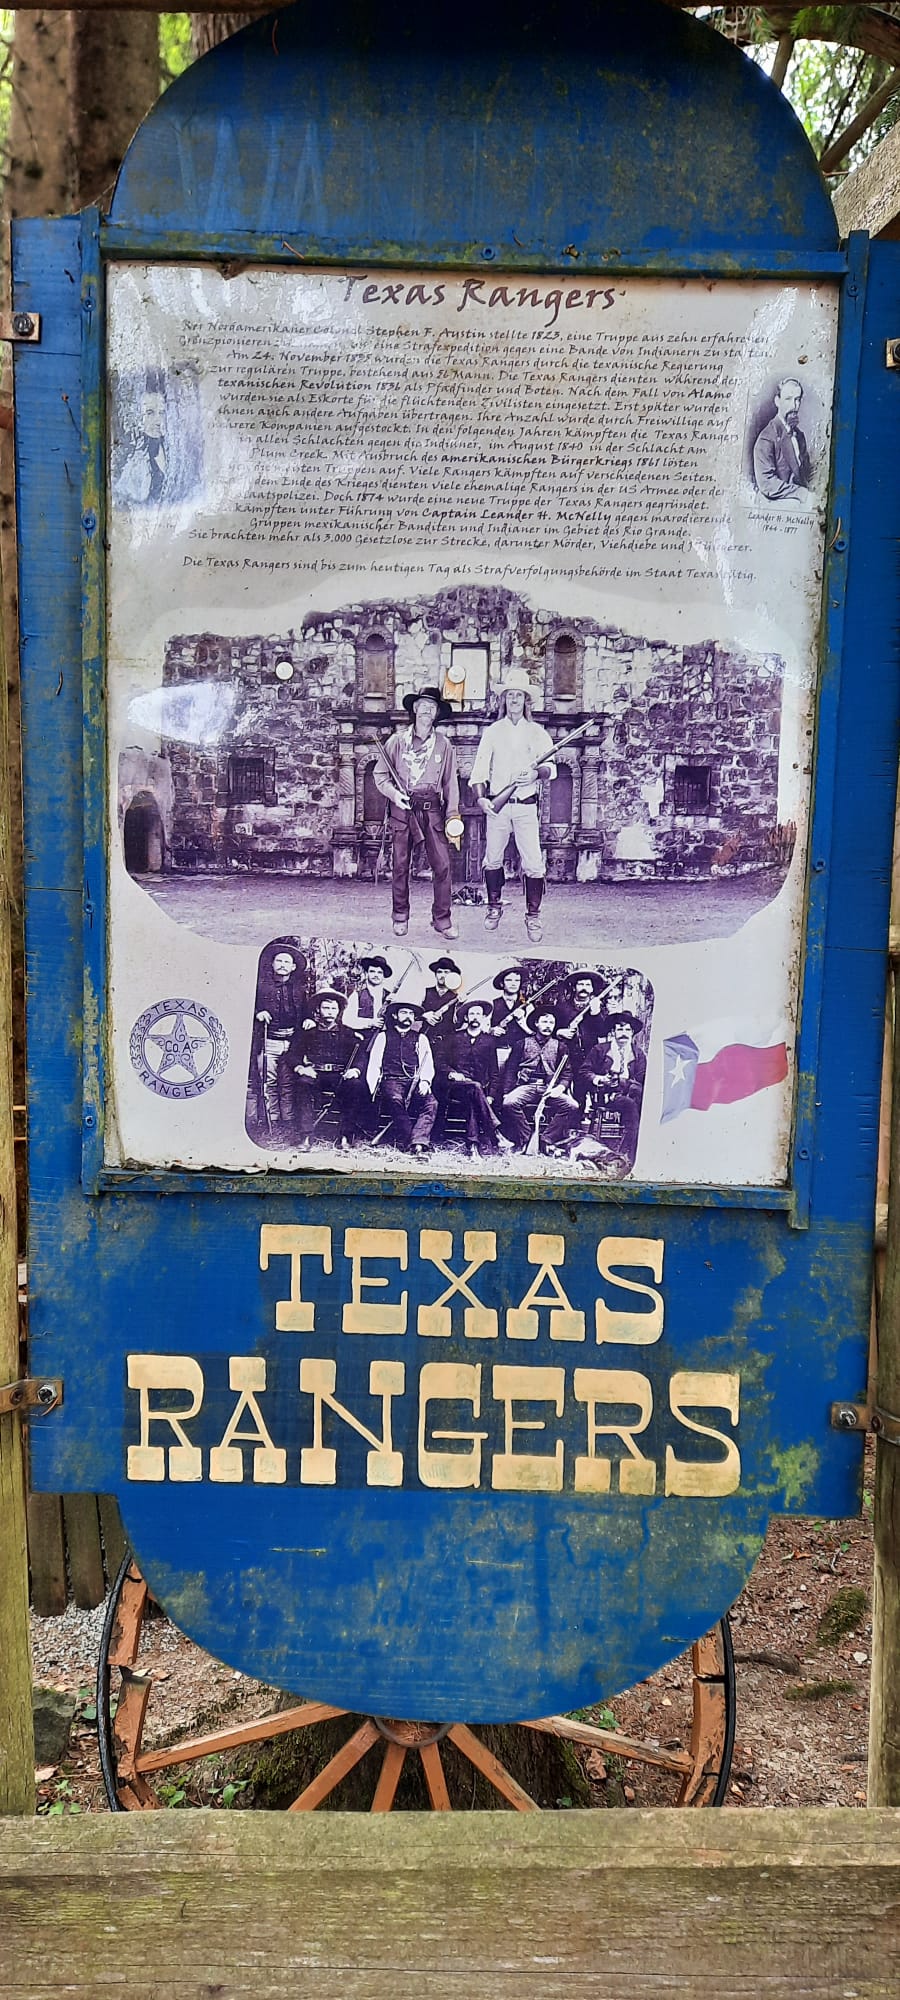 Texas Rangers
Der Nordamerikaner Colonel Stephen F. Austin stellte 1823, eine Truppe aus zehn erfahrenen
Grenzpionieren eine Strafexpedition gegen eine Bande von Indianern zu starten.
Am 24. November 1835 wurden die Texas Rangers durch die texanische Regierung
zur regulären Truppe, bestehend aus 56 Mann. Die Texas Rangers dienten während der
texanischen Revolution 1836 als Pfadfinder und Boten. Nach dem Fall von Alamo
wurden sie als Eskorte für die flüchtenden Zivilisten eingesetzt. Erst später wurden
ihnen auch andere Aufgaben übertragen. Ihre Anzahl wurde durch Freiwillige auf
mehrere Kompanien aufgestockt. In den folgenden Jahren kämpften die Texas Rangers
in allen Schlachten gegen die Indianer, im August 1840 in der Schlacht am
Plum Creek. Mit Ausbruch des amerikanischen Bürgerkriegs 1861 lösten
die meisten Truppen auf. Viele Rangers kämpften auf verschiedenen Seiten.
dem Ende des Krieges dienten viele ehemalige Rangers in der US Armee oder der
Staatspolizei. Doch 1874 wurde eine neue Truppe der Texas Rangers gegründet.
kämpften unter Führung von Captain Leander H. McNelly gegen marodierende
Gruppen mexikanischer Banditen und Indianer im Gebiet des Rio Grande.
Sie brachten mehr als 3.000 Gesetzlose zur Strecke, darunter Mörder, Viehdiebe und
Die Texas Rangers sind bis zum heutigen Tag als Strafverfolgungsbehörde im Staat Texas tätig.
Leander H. McNelly
1844 - 1877
TEXAS
Co. A
RANGERS
TEXAS
RANGERS